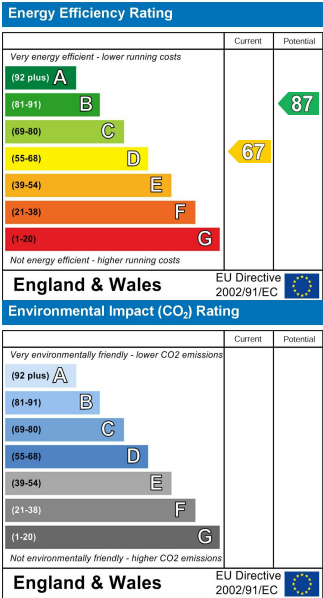 Energy Efficiency Rating
Current Potential
Very energy efficient - lower running costs
(92 plus) A
(81-91) B
87
(69-80) C
(55-68) D
67
(39-54) E
(21-38) F
(1-20) G
Not energy efficient - higher running costs
England & Wales
EU Directive
2002/91/EC
Environmental Impact (CO₂) Rating
Current Potential
Very environmentally friendly - lower CO2 emissions
(92 plus) A
(81-91) B
(69-80) C
(55-68) D
(39-54) E
(21-38) F
(1-20) G
Not environmentally friendly - higher CO2 emissions
England & Wales
EU Directive
2002/91/EC